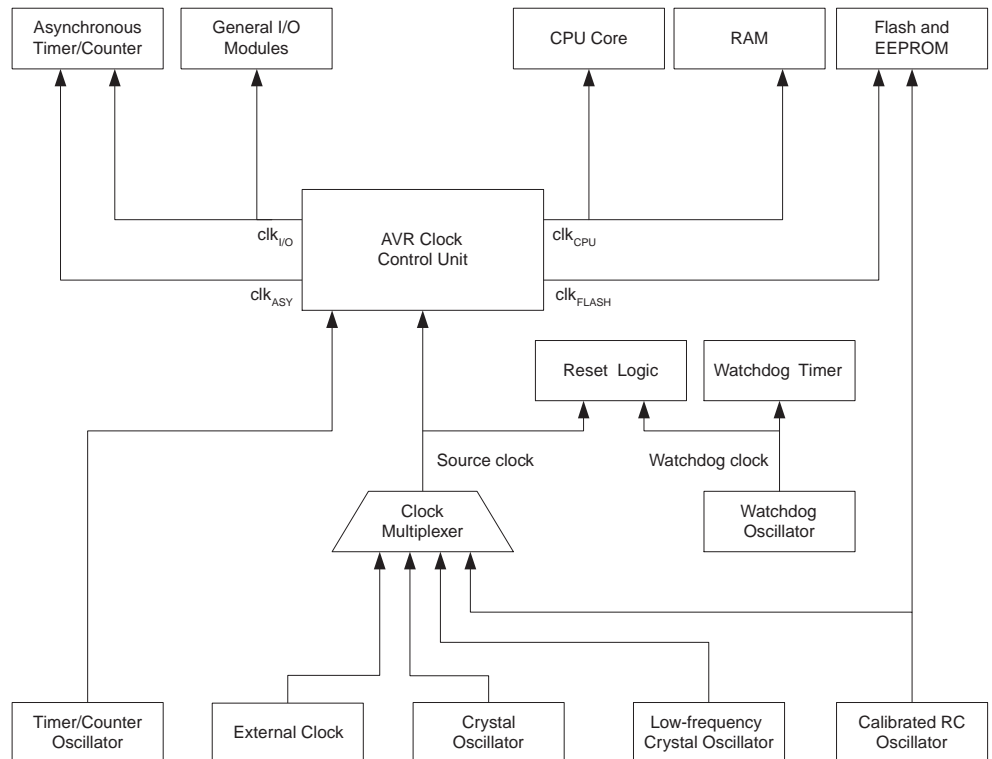 Asynchronous
Timer/Counter
General I/O
Modules
CPU Core
RAM
Flash and
EEPROM
clkI/O
AVR Clock
Control Unit
clkCPU
clkASY
clkFLASH
Reset Logic
Watchdog Timer
Source clock
Watchdog clock
Clock
Multiplexer
Watchdog
Oscillator
Timer/Counter
Oscillator
External Clock
Crystal
Oscillator
Low-frequency
Crystal Oscillator
Calibrated RC
Oscillator